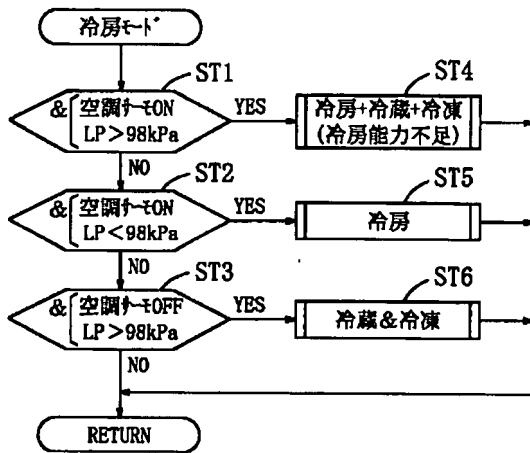 冷房ﾓｰﾄﾞ
ST1
& 空調ｻｰﾓON
LP＞98kPa
YES
ST4
冷房+冷蔵+冷凍
(冷房能力不足)
NO
ST2
& 空調ｻｰﾓON
LP＜98kPa
YES
ST5
冷房
NO
ST3
& 空調ｻｰﾓOFF
LP＞98kPa
YES
ST6
冷蔵＆冷凍
NO
RETURN